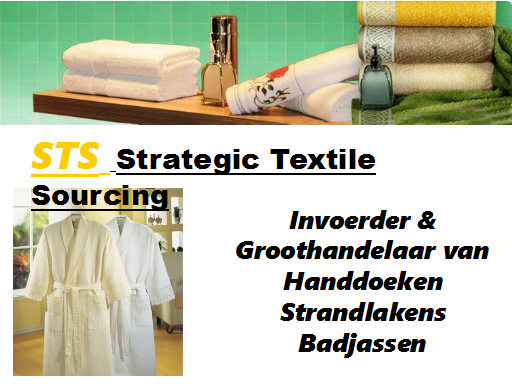 STS Strategic Textile
Sourcing
Invoerder &
Groothandelaar van
Handdoeken
Strandlakens
Badjassen